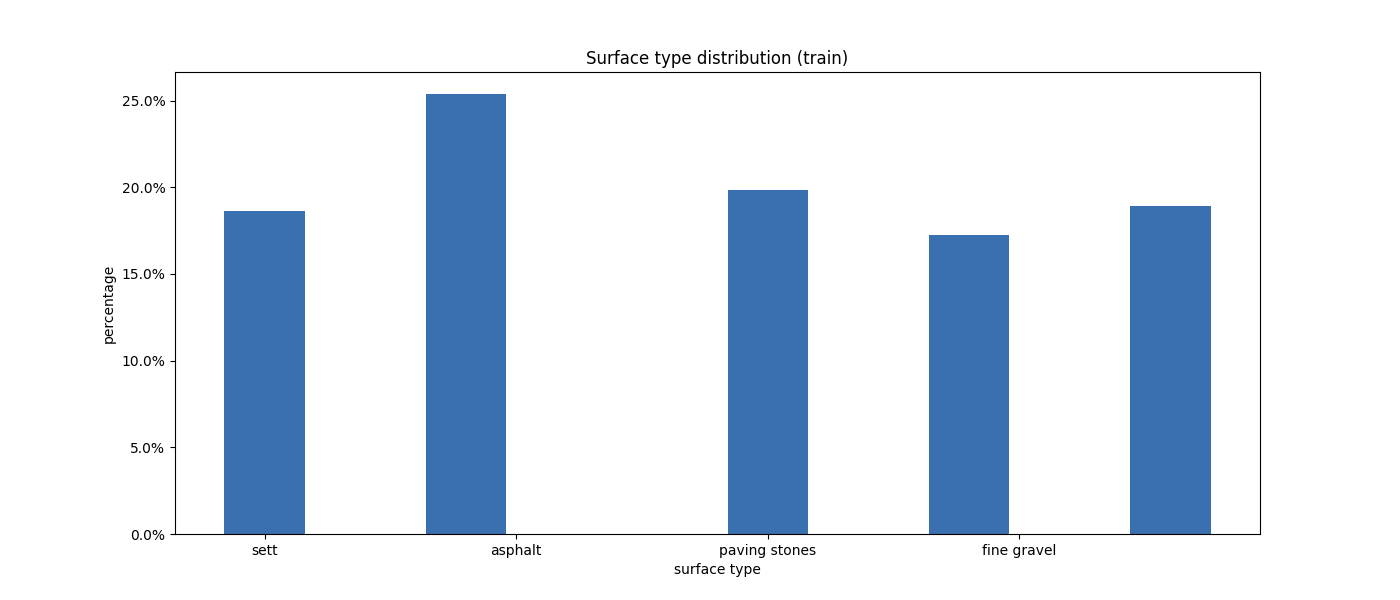 Surface type distribution (train)
25.0%
20.0%
15.0%
10.0%
5.0%
0.0%
percentage
sett asphalt paving stones fine gravel
surface type